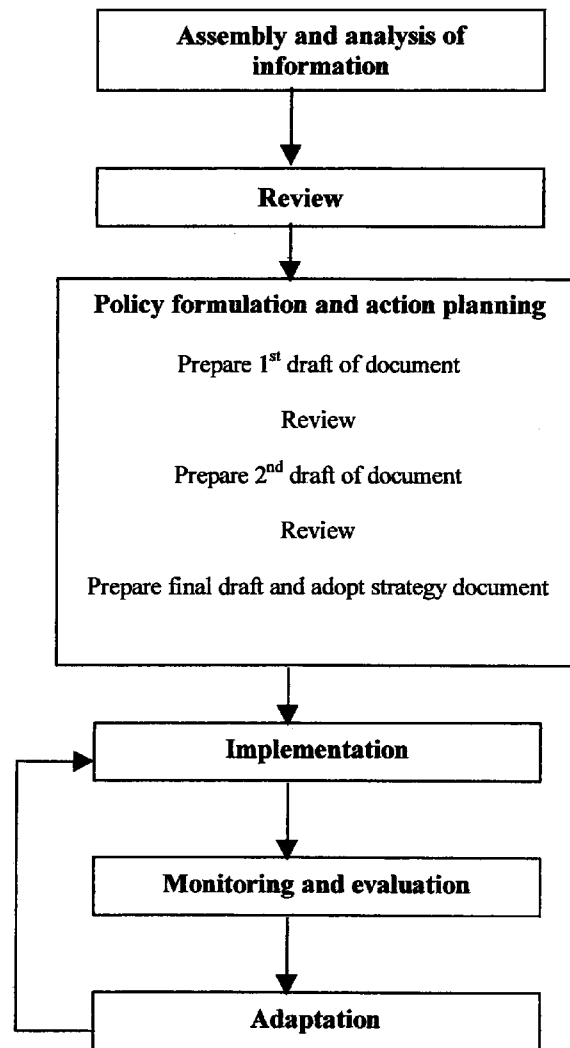 Assembly and analysis of
information
Review
Policy formulation and action planning
Prepare 1st draft of document
Review
Prepare 2nd draft of document
Review
Prepare final draft and adopt strategy document
Implementation
Monitoring and evaluation
Adaptation